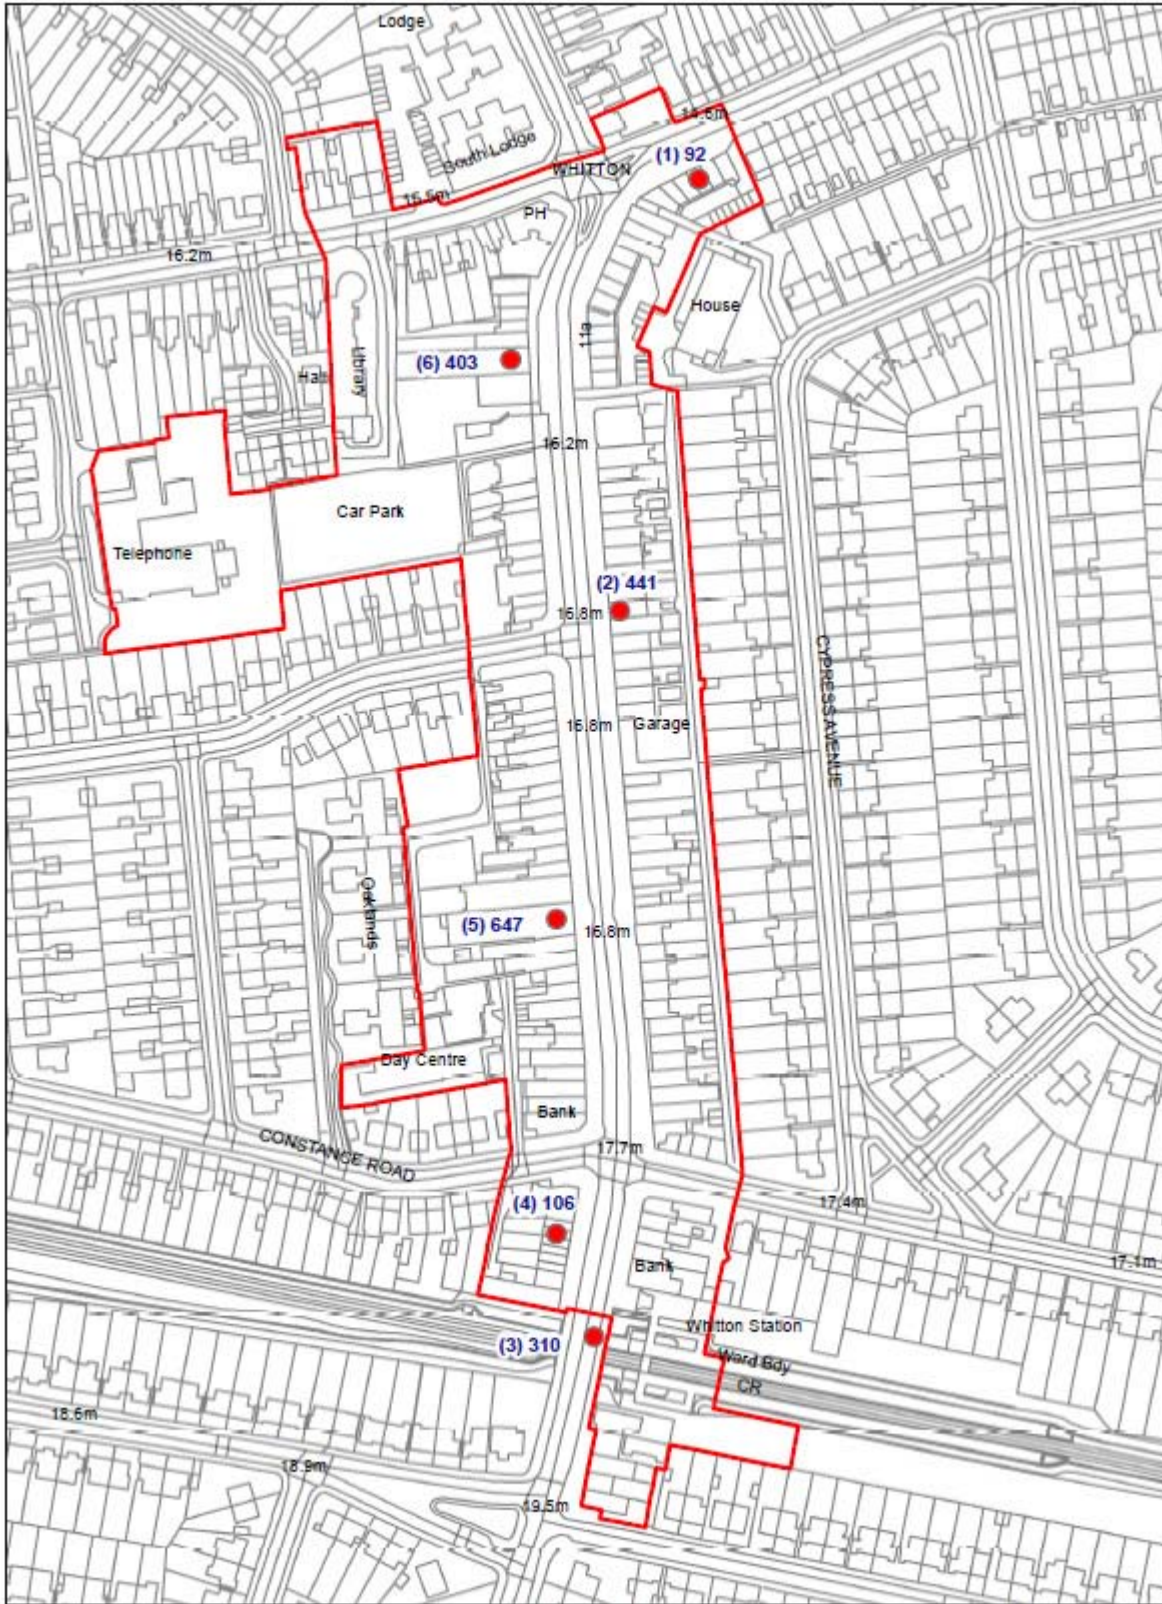 Lodge
14.6m
South Lodge
(1) 92
WHITTON
15.5m
PH
16.2m
House
11a
Library
(6) 403
Hall
16.2m
Car Park
Telephone
(2) 441
16.8m
CYPRESS AVENUE
16.8m
Garage
Oaklands
(5) 647
16.8m
Day Centre
Bank
CONSTANCE ROAD
17.7m
(4) 106
17.4m
Bank
17.1m
Whitton Station
(3) 310
Ward Bdy
CR
18.6m
18.9m
19.5m